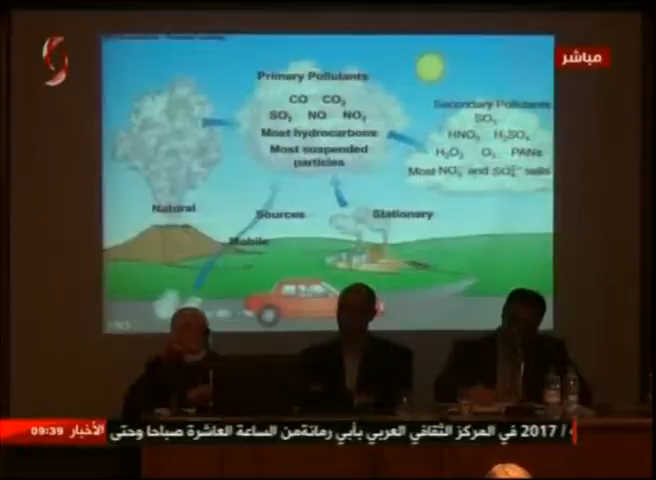 مباشر
Primary Pollutants
CO CO₂
SO₂ NO NO₂
Most hydrocarbons
Most suspended
particles
Secondary Pollutants
SO₃
HNO₃ H₂SO₄
H₂O₂ O₃ PANs
Most NO₃⁻ and SO₄²⁻ salts
Natural
Sources
Stationary
Mobile
/ 2017 في المركز الثقافي العربي بأبي رمانةمن الساعة العاشرة صباحا وحتى
الأخبار 09:39